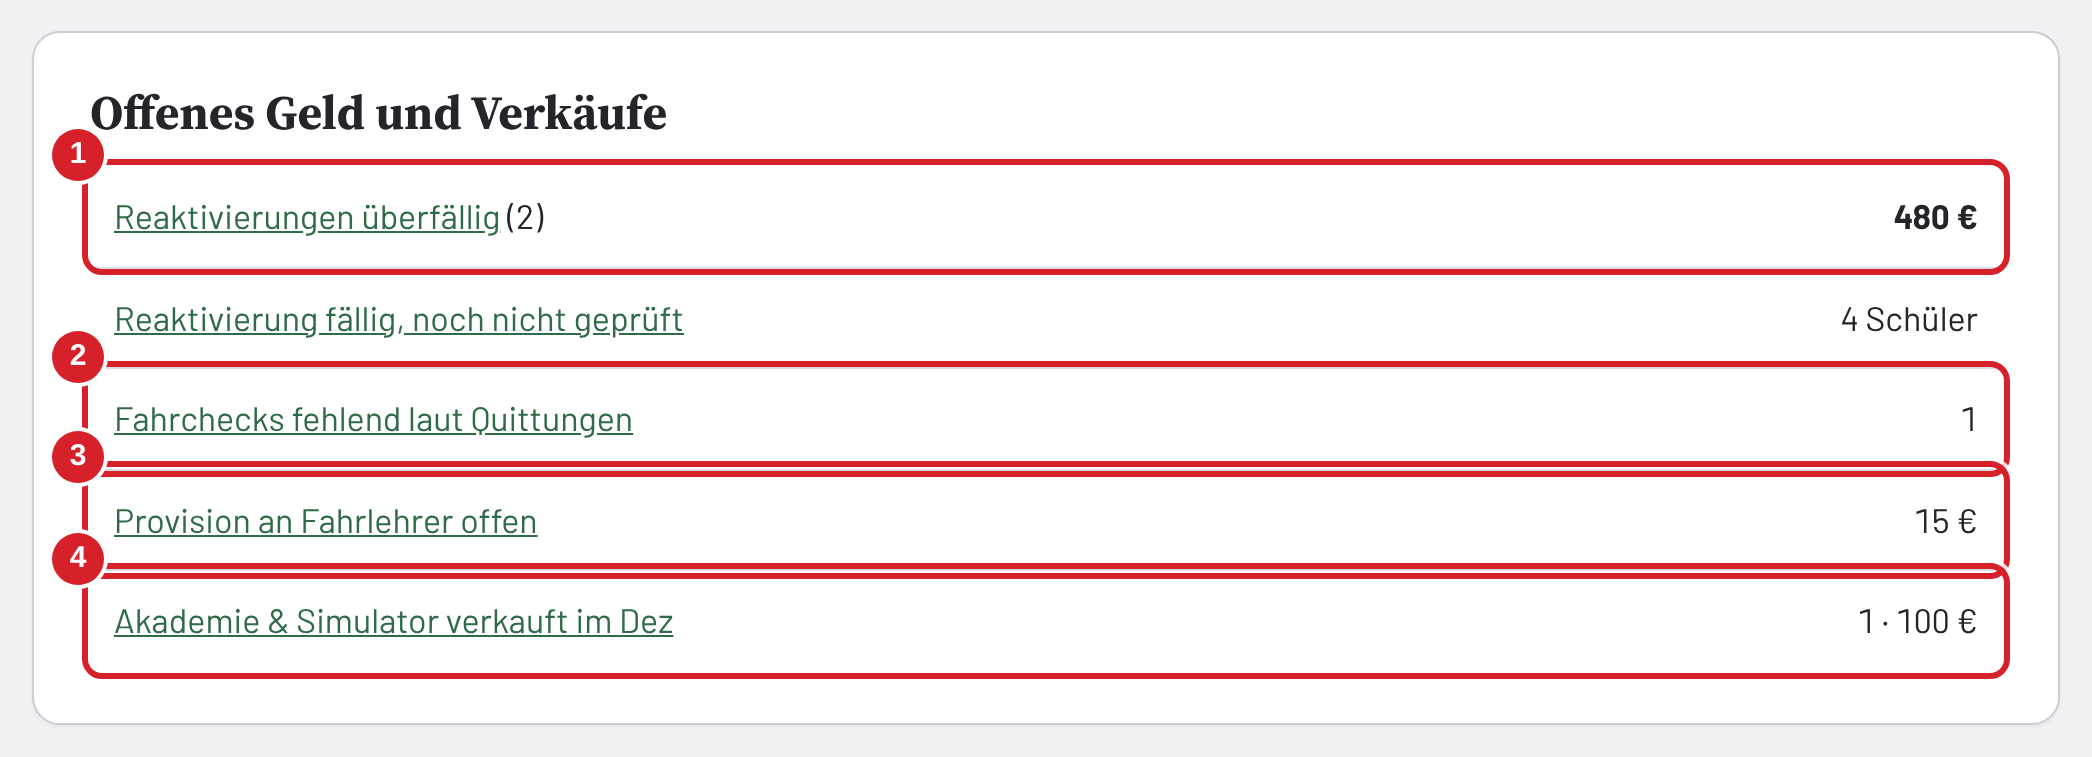 Offenes Geld und Verkäufe
1
Reaktivierungen überfällig (2) 480 €
Reaktivierung fällig, noch nicht geprüft 4 Schüler
2
Fahrchecks fehlend laut Quittungen 1
3
Provision an Fahrlehrer offen 15 €
4
Akademie & Simulator verkauft im Dez 1 · 100 €